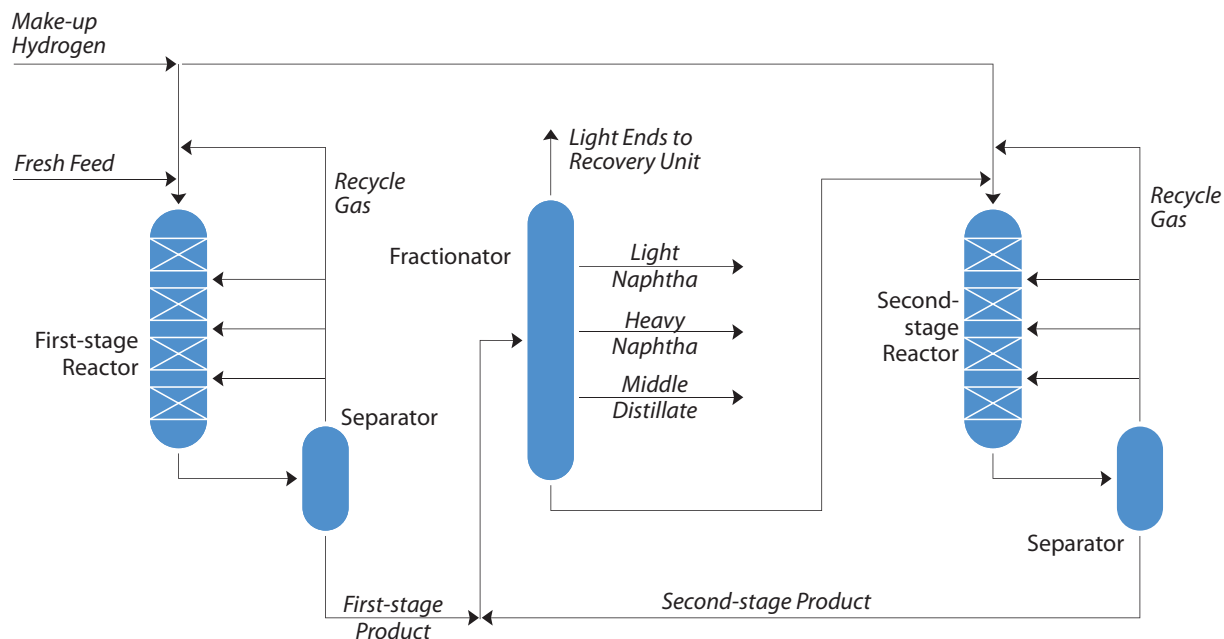 Make-up
Hydrogen
Fresh Feed
Recycle
Gas
First-stage
Reactor
Separator
First-stage
Product
Light Ends to
Recovery Unit
Fractionator
Light
Naphtha
Heavy
Naphtha
Middle
Distillate
Second-
stage
Reactor
Recycle
Gas
Separator
Second-stage Product